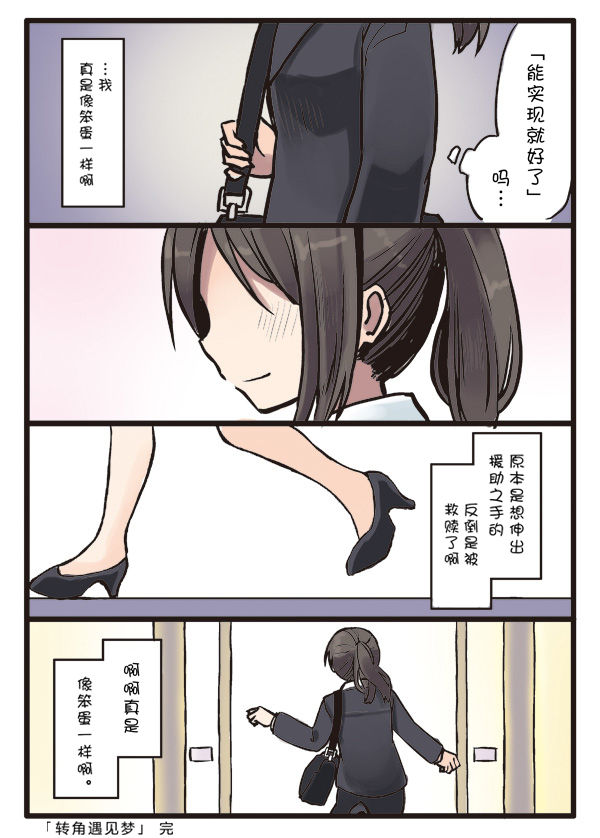 「能实现就好了」
吗…
…我
真是像笨蛋一样啊
原本是想伸出
援助之手的
反倒是被
救赎了啊
啊啊真是
像笨蛋一样啊。
「转角遇见梦」 完